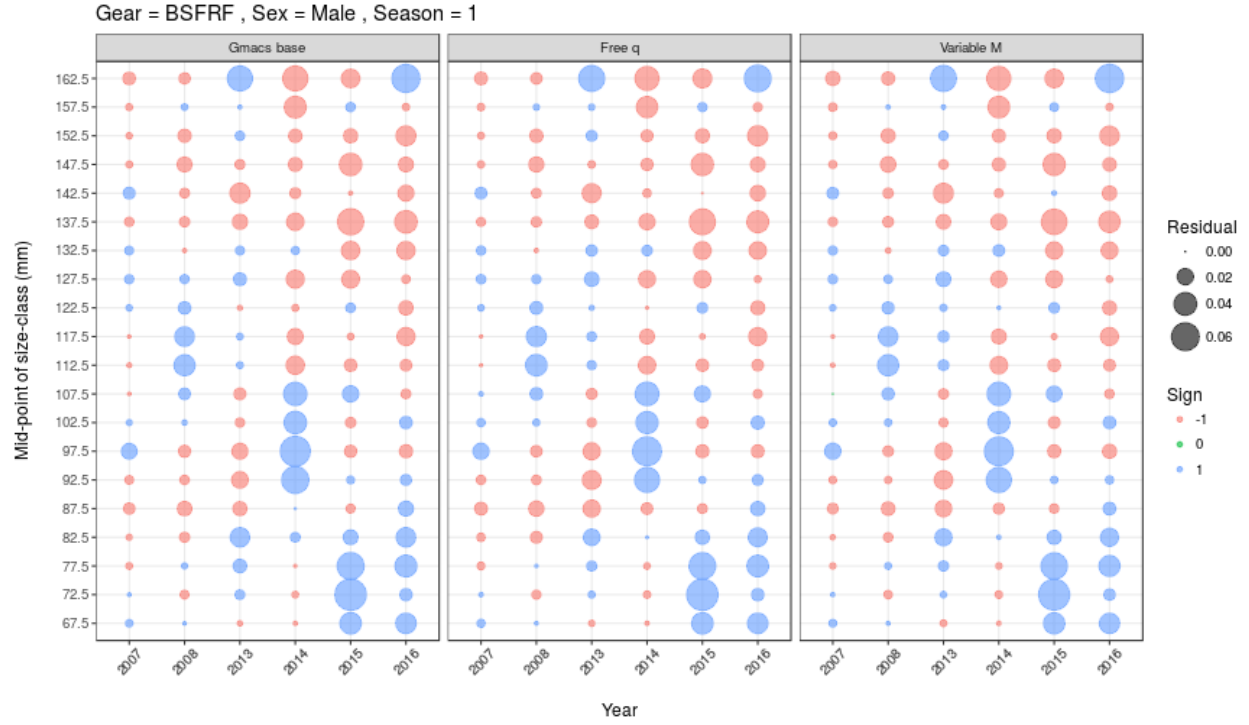 Gear = BSFRF , Sex = Male , Season = 1
Gmacs base
Free q
Variable M
162.5
157.5
152.5
147.5
142.5
137.5
132.5
127.5
122.5
117.5
112.5
107.5
102.5
97.5
92.5
87.5
82.5
77.5
72.5
67.5
Mid-point of size-class (mm)
2007 2008 2013 2014 2015 2016
2007 2008 2013 2014 2015 2016
2007 2008 2013 2014 2015 2016
Year
Residual
0.00
0.02
0.04
0.06
Sign
-1
0
1